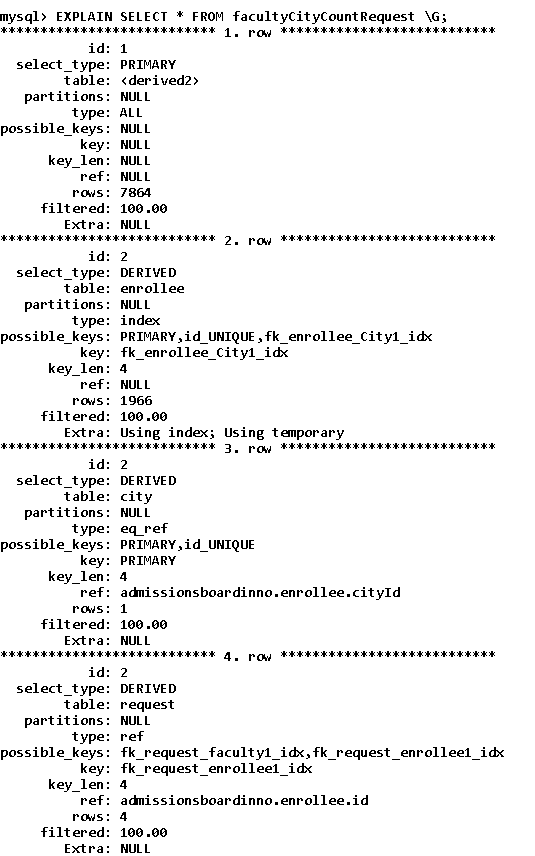 mysql> EXPLAIN SELECT * FROM facultyCityCountRequest \G;
*************************** 1. row ***************************
id: 1
select_type: PRIMARY
table: <derived2>
partitions: NULL
type: ALL
possible_keys: NULL
key: NULL
key_len: NULL
ref: NULL
rows: 7864
filtered: 100.00
Extra: NULL
*************************** 2. row ***************************
id: 2
select_type: DERIVED
table: enrollee
partitions: NULL
type: index
possible_keys: PRIMARY,id_UNIQUE,fk_enrollee_City1_idx
key: fk_enrollee_City1_idx
key_len: 4
ref: NULL
rows: 1966
filtered: 100.00
Extra: Using index; Using temporary
*************************** 3. row ***************************
id: 2
select_type: DERIVED
table: city
partitions: NULL
type: eq_ref
possible_keys: PRIMARY,id_UNIQUE
key: PRIMARY
key_len: 4
ref: admissionsboardinno.enrollee.cityId
rows: 1
filtered: 100.00
Extra: NULL
*************************** 4. row ***************************
id: 2
select_type: DERIVED
table: request
partitions: NULL
type: ref
possible_keys: fk_request_faculty1_idx,fk_request_enrollee1_idx
key: fk_request_enrollee1_idx
key_len: 4
ref: admissionsboardinno.enrollee.id
rows: 4
filtered: 100.00
Extra: NULL